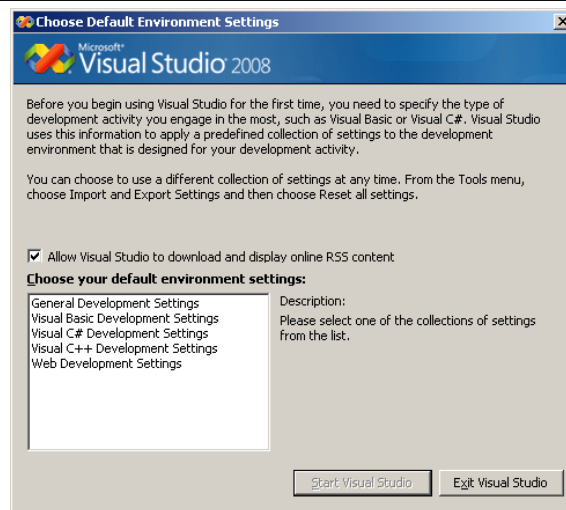 Choose Default Environment Settings
Microsoft®
Visual Studio® 2008
Before you begin using Visual Studio for the first time, you need to specify the type of
development activity you engage in the most, such as Visual Basic or Visual C#. Visual Studio
uses this information to apply a predefined collection of settings to the development
environment that is designed for your development activity.
You can choose to use a different collection of settings at any time. From the Tools menu,
choose Import and Export Settings and then choose Reset all settings.
Allow Visual Studio to download and display online RSS content
Choose your default environment settings:
General Development Settings
Visual Basic Development Settings
Visual C# Development Settings
Visual C++ Development Settings
Web Development Settings
Description:
Please select one of the collections of settings
from the list.
Start Visual Studio
Exit Visual Studio